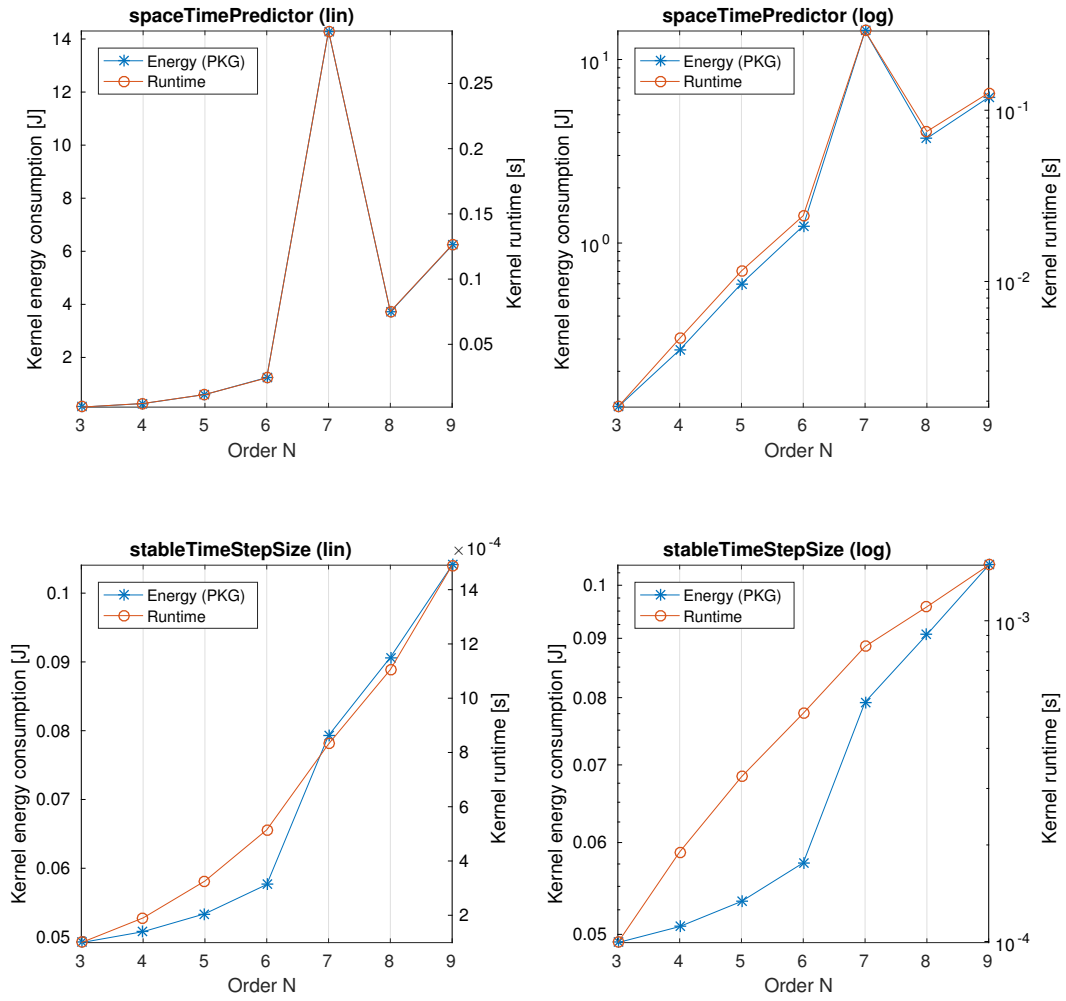 spaceTimePredictor (lin)
Energy (PKG)
Runtime
Kernel energy consumption [J]
14
12
10
8
6
4
2
Kernel runtime [s]
0.25
0.2
0.15
0.1
0.05
3 4 5 6 7 8 9
Order N
spaceTimePredictor (log)
Energy (PKG)
Runtime
Kernel energy consumption [J]
10¹
10⁰
Kernel runtime [s]
10⁻¹
10⁻²
3 4 5 6 7 8 9
Order N
stableTimeStepSize (lin)
× 10⁻⁴
Energy (PKG)
Runtime
Kernel energy consumption [J]
0.1
0.09
0.08
0.07
0.06
0.05
Kernel runtime [s]
14
12
10
8
6
4
2
3 4 5 6 7 8 9
Order N
stableTimeStepSize (log)
Energy (PKG)
Runtime
Kernel energy consumption [J]
0.1
0.09
0.08
0.07
0.06
0.05
Kernel runtime [s]
10⁻³
10⁻⁴
3 4 5 6 7 8 9
Order N